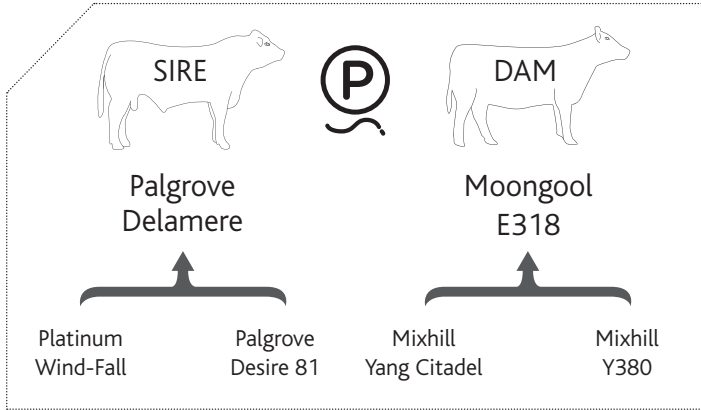 SIRE
P
DAM
Palgrove
Delamere
Moongool
E318
Platinum
Wind-Fall
Palgrove
Desire 81
Mixhill
Yang Citadel
Mixhill
Y380